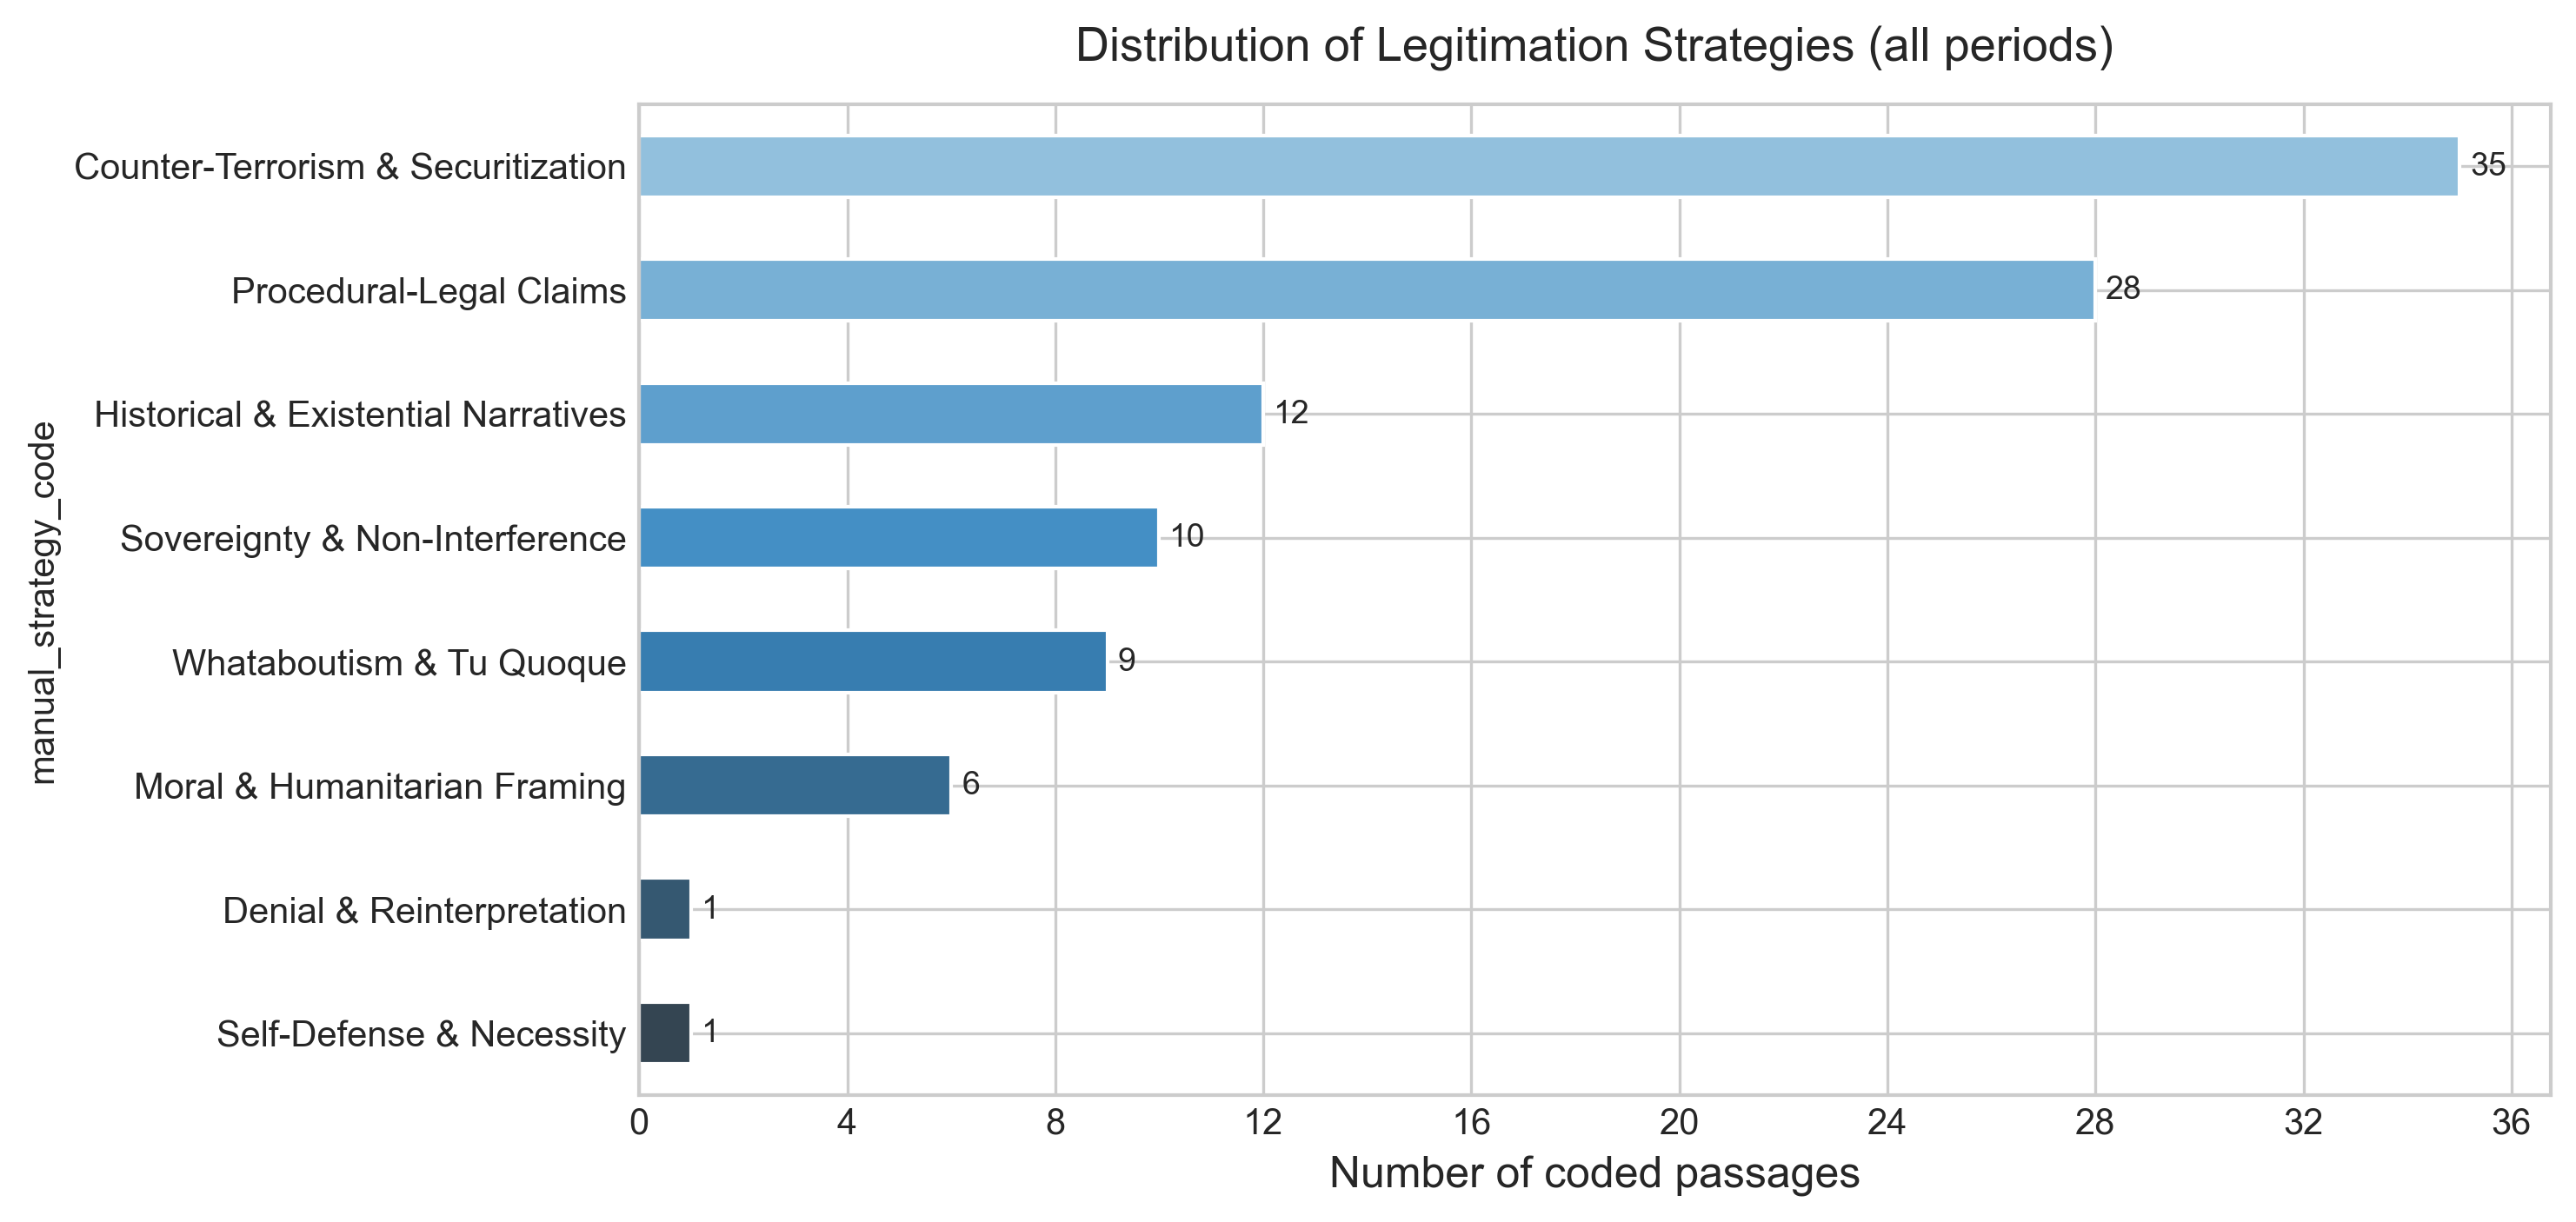 Distribution of Legitimation Strategies (all periods)
manual_strategy_code
Counter-Terrorism & Securitization
35
Procedural-Legal Claims
28
Historical & Existential Narratives
12
Sovereignty & Non-Interference
10
Whataboutism & Tu Quoque
9
Moral & Humanitarian Framing
6
Denial & Reinterpretation
1
Self-Defense & Necessity
1
0 4 8 12 16 20 24 28 32 36
Number of coded passages